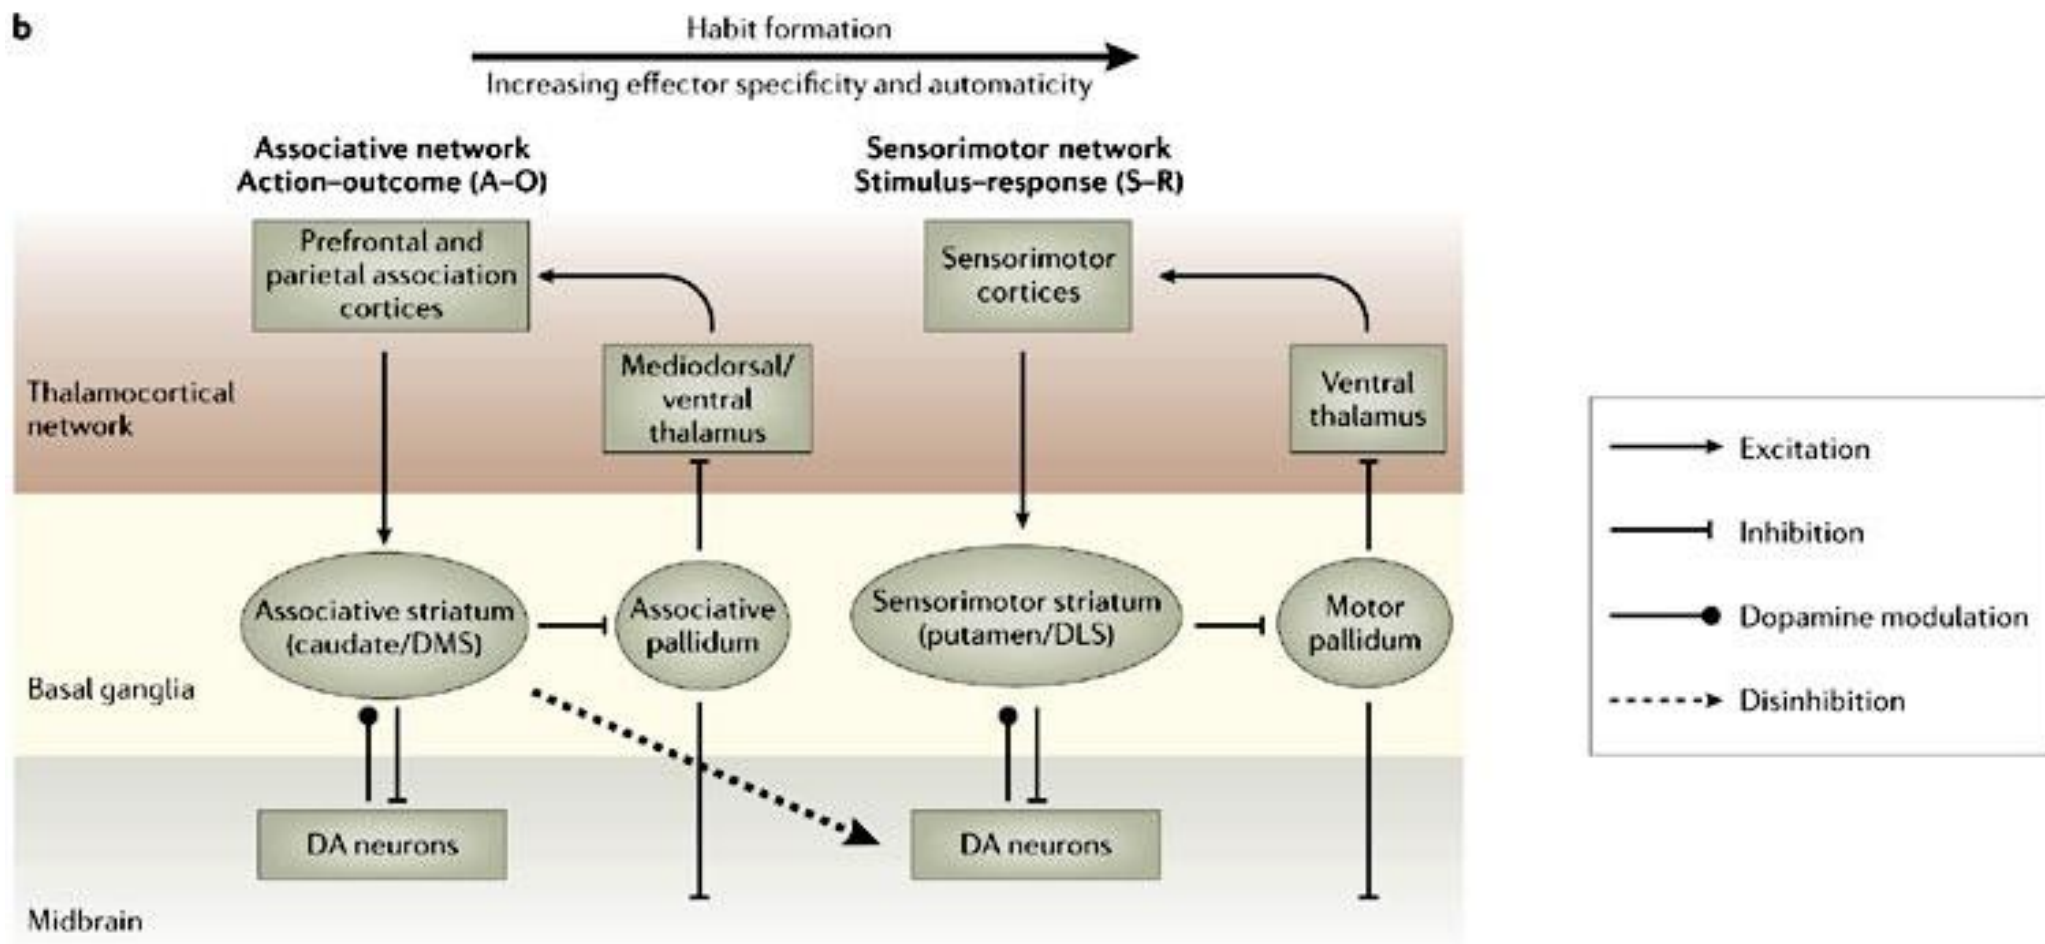 b
Habit formation
Increasing effector specificity and automaticity
Associative network
Action–outcome (A–O)
Sensorimotor network
Stimulus–response (S–R)
Prefrontal and
parietal association
cortices
Sensorimotor
cortices
Mediodorsal/
ventral
thalamus
Ventral
thalamus
Thalamocortical
network
Associative striatum
(caudate/DMS)
Associative
pallidum
Sensorimotor striatum
(putamen/DLS)
Motor
pallidum
Basal ganglia
DA neurons
DA neurons
Midbrain
Excitation
Inhibition
Dopamine modulation
Disinhibition